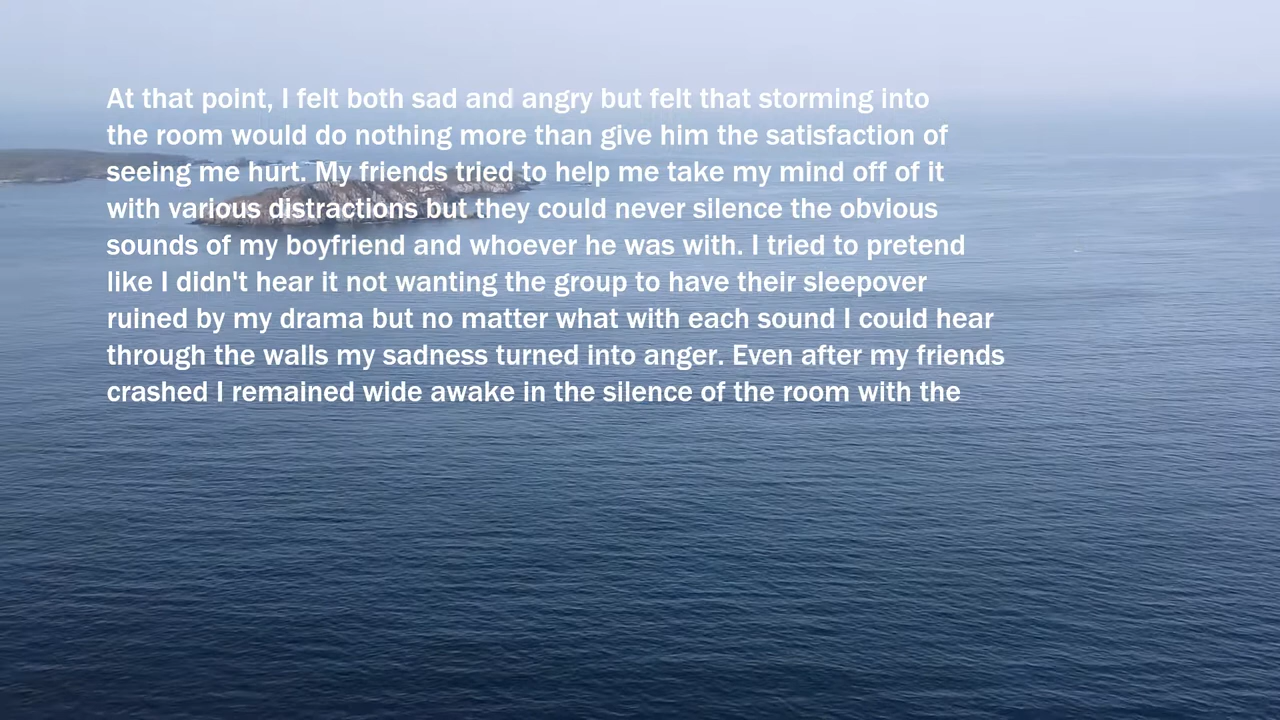 At that point, I felt both sad and angry but felt that storming into
the room would do nothing more than give him the satisfaction of
seeing me hurt. My friends tried to help me take my mind off of it
with various distractions but they could never silence the obvious
sounds of my boyfriend and whoever he was with. I tried to pretend
like I didn't hear it not wanting the group to have their sleepover
ruined by my drama but no matter what with each sound I could hear
through the walls my sadness turned into anger. Even after my friends
crashed I remained wide awake in the silence of the room with the